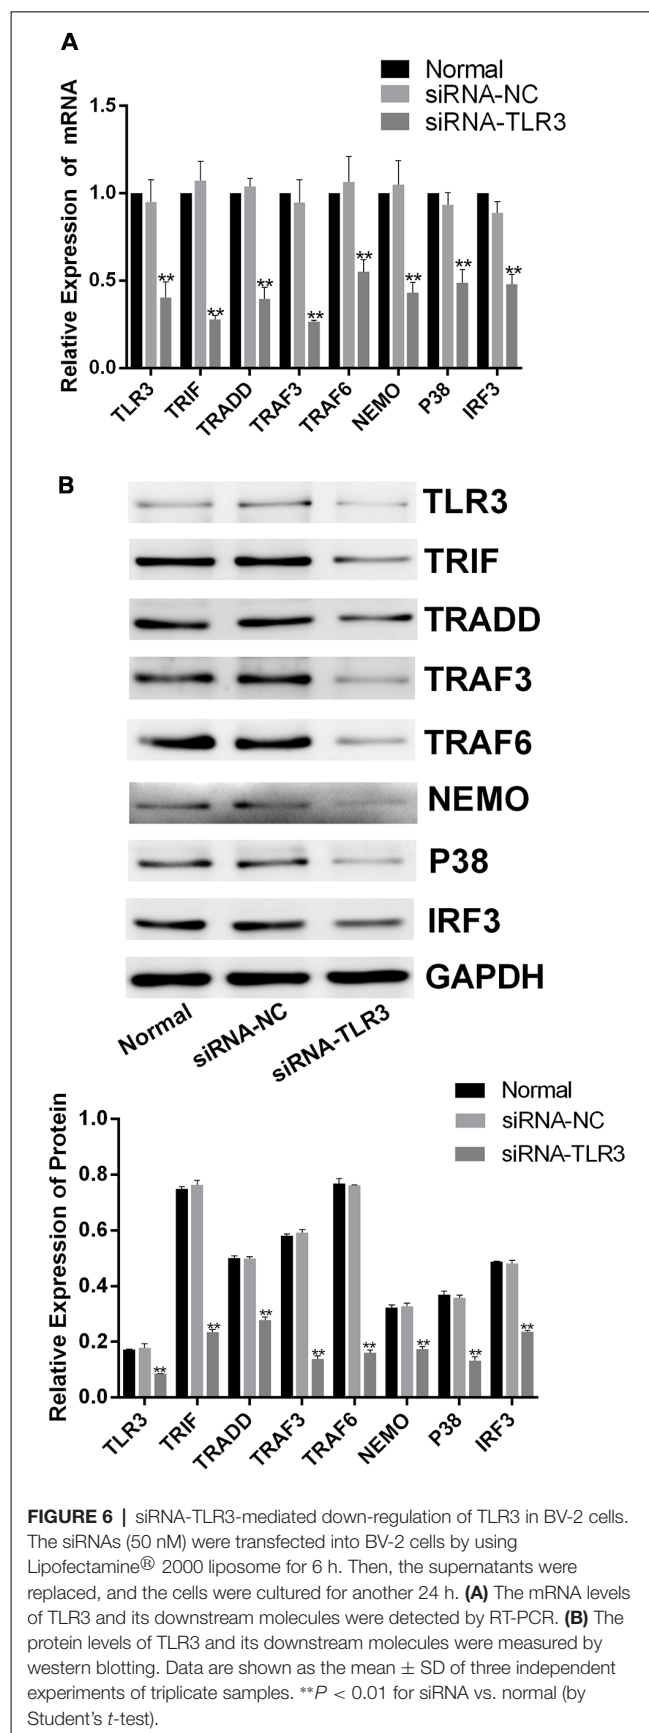 A
Normal
siRNA-NC
siRNA-TLR3
Relative Expression of mRNA
1.5
1.0
0.5
0.0
** ** ** ** ** ** ** **
TLR3 TRIF TRADD TRAF3 TRAF6 NEMO P38 IRF3
B
TLR3
TRIF
TRADD
TRAF3
TRAF6
NEMO
P38
IRF3
GAPDH
Normal siRNA-NC siRNA-TLR3
Normal
siRNA-NC
siRNA-TLR3
Relative Expression of Protein
1.0
0.8
0.6
0.4
0.2
0.0
** ** ** ** ** ** ** **
TLR3 TRIF TRADD TRAF3 TRAF6 NEMO P38 IRF3
FIGURE 6 | siRNA-TLR3-mediated down-regulation of TLR3 in BV-2 cells.
The siRNAs (50 nM) were transfected into BV-2 cells by using
Lipofectamine® 2000 liposome for 6 h. Then, the supernatants were
replaced, and the cells were cultured for another 24 h. (A) The mRNA levels
of TLR3 and its downstream molecules were detected by RT-PCR. (B) The
protein levels of TLR3 and its downstream molecules were measured by
western blotting. Data are shown as the mean ± SD of three independent
experiments of triplicate samples. **P < 0.01 for siRNA vs. normal (by
Student's t-test).